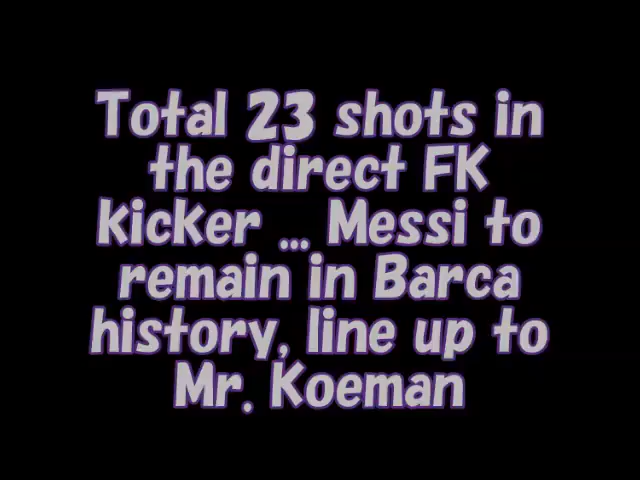 Total 23 shots in
the direct FK
kicker ... Messi to
remain in Barca
history, line up to
Mr. Koeman